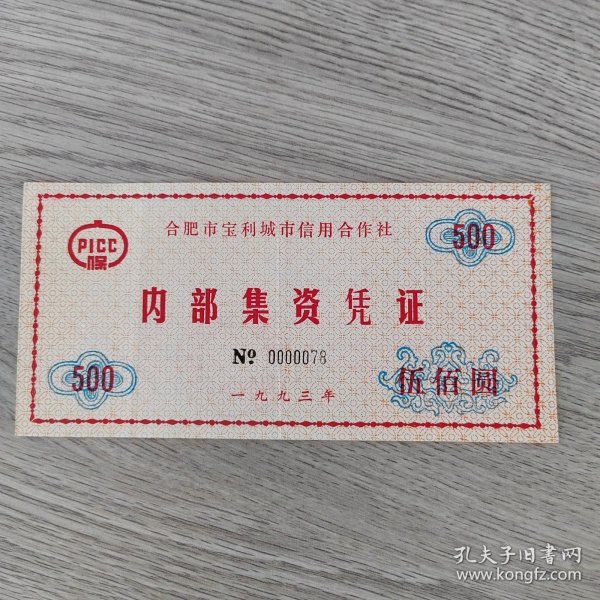 PICC
保
合肥市宝利城市信用合作社
500
内部集资凭证
Nº 0000078
500
伍佰圆
一九九三年
孔夫子旧书网
www.kongfz.com